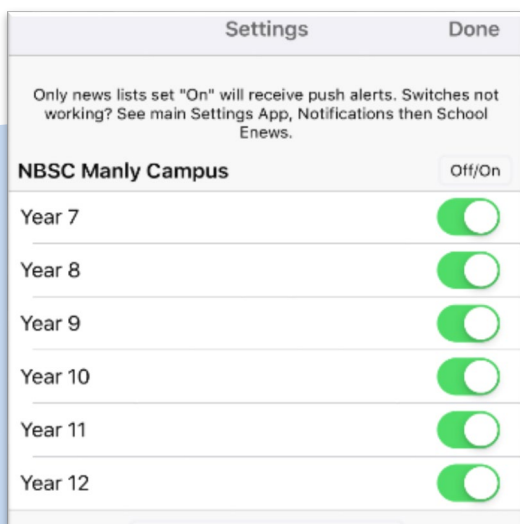 Settings Done
Only news lists set "On" will receive push alerts. Switches not
working? See main Settings App, Notifications then School
Enews.
NBSC Manly Campus Off/On
Year 7
Year 8
Year 9
Year 10
Year 11
Year 12